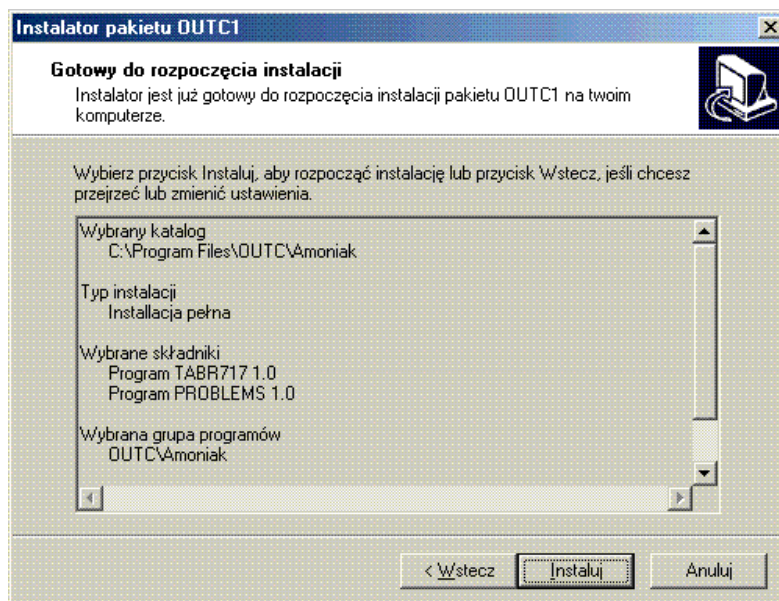 Instalator pakietu OUTC1
Gotowy do rozpoczęcia instalacji
Instalator jest już gotowy do rozpoczęcia instalacji pakietu OUTC1 na twoim
komputerze.
Wybierz przycisk Instaluj, aby rozpocząć instalację lub przycisk Wstecz, jeśli chcesz
przejrzeć lub zmienić ustawienia.
Wybrany katalog
C:\Program Files\OUTC\Amoniak
Typ instalacji
Installacja pełna
Wybrane składniki
Program TABR717 1.0
Program PROBLEMS 1.0
Wybrana grupa programów
OUTC\Amoniak
< Wstecz Instaluj Anuluj